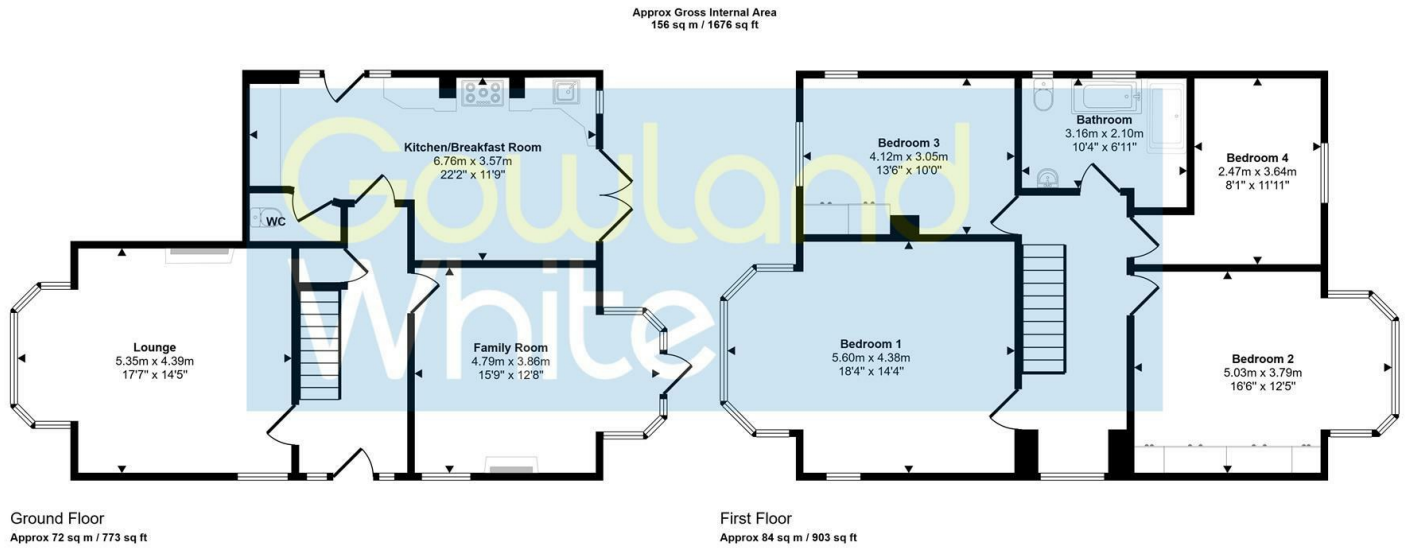 Approx Gross Internal Area
156 sq m / 1676 sq ft
Kitchen/Breakfast Room
6.76m x 3.57m
22'2" x 11'9"
WC
Lounge
5.35m x 4.39m
17'7" x 14'5"
Family Room
4.79m x 3.86m
15'9" x 12'8"
Ground Floor
Approx 72 sq m / 773 sq ft
Bedroom 3
4.12m x 3.05m
13'6" x 10'0"
Bathroom
3.16m x 2.10m
10'4" x 6'11"
Bedroom 4
2.47m x 3.64m
8'1" x 11'11"
Bedroom 1
5.60m x 4.38m
18'4" x 14'4"
Bedroom 2
5.03m x 3.79m
16'6" x 12'5"
First Floor
Approx 84 sq m / 903 sq ft
Gowland
White